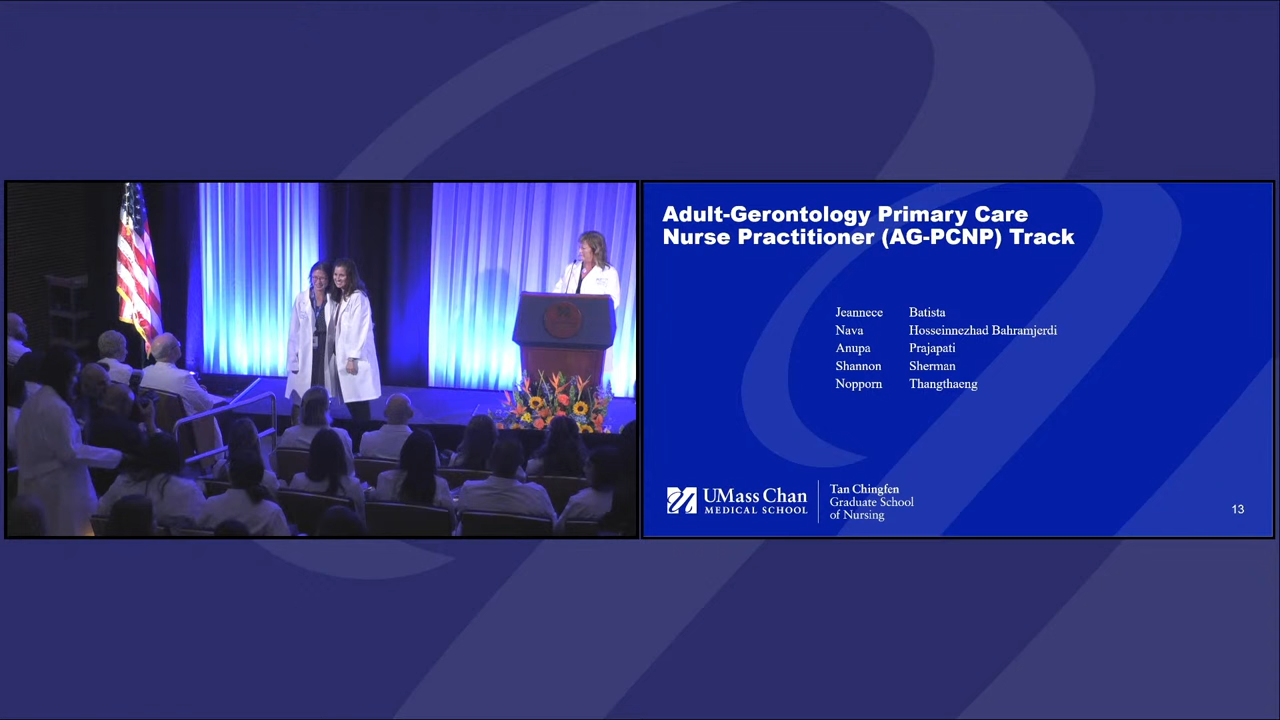 Adult-Gerontology Primary Care
Nurse Practitioner (AG-PCNP) Track
Jeannece Batista
Nava Hosseinnezhad Bahramjerdi
Anupa Prajapati
Shannon Sherman
Nopporn Thangthaeng
UMass Chan
MEDICAL SCHOOL
Tan Chingfen
Graduate School
of Nursing
13